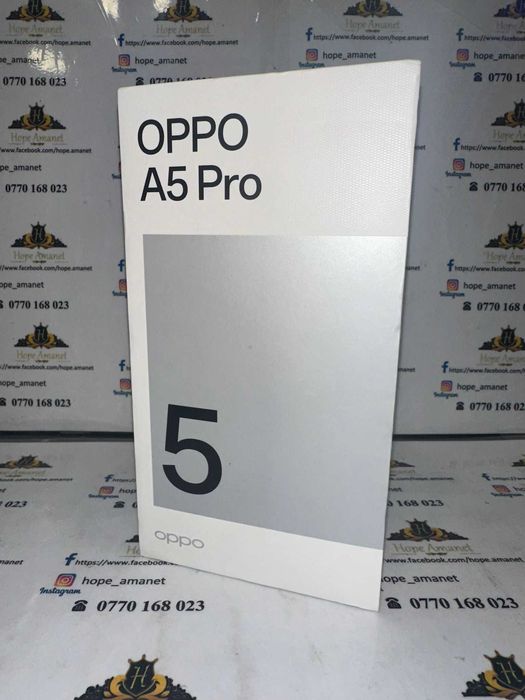 OPPO
A5 Pro
5
oppo
Hope Amanet
https://www.facebook.com/hope.amanet
hope_amanet
Instagram
0770 168 023